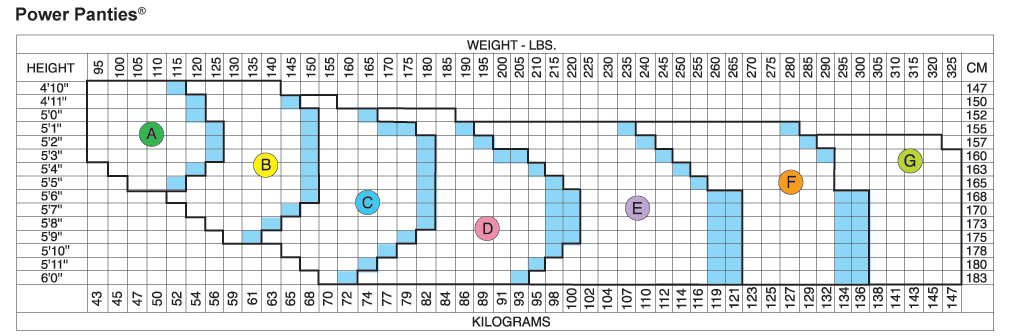 Power Panties®
WEIGHT - LBS.
HEIGHT 95 100 105 110 115 120 125 130 135 140 145 150 155 160 165 170 175 180 185 190 195 200 205 210 215 220 225 230 235 240 245 250 255 260 265 270 275 280 285 290 295 300 305 310 315 320 325 CM
4'10" 147
4'11" 150
5'0" 152
5'1" 155
5'2" A 157
5'3" B G 160
5'4" 163
5'5" F 165
5'6" C 168
5'7" E 170
5'8" D 173
5'9" 175
5'10" 178
5'11" 180
6'0" 183
43 45 47 50 52 54 56 59 61 63 65 68 70 72 74 77 79 82 84 86 89 91 93 95 98 100 102 104 107 110 112 114 116 119 121 123 125 127 129 132 134 136 138 141 143 145 147
KILOGRAMS